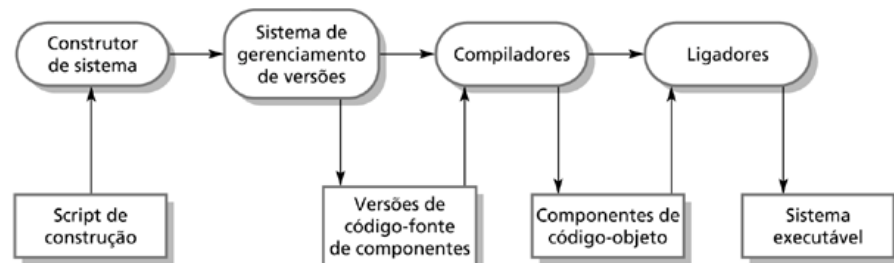 Construtor
de sistema
Sistema de
gerenciamento
de versões
Compiladores
Ligadores
Script de
construção
Versões de
código-fonte
de componentes
Componentes de
código-objeto
Sistema
executável